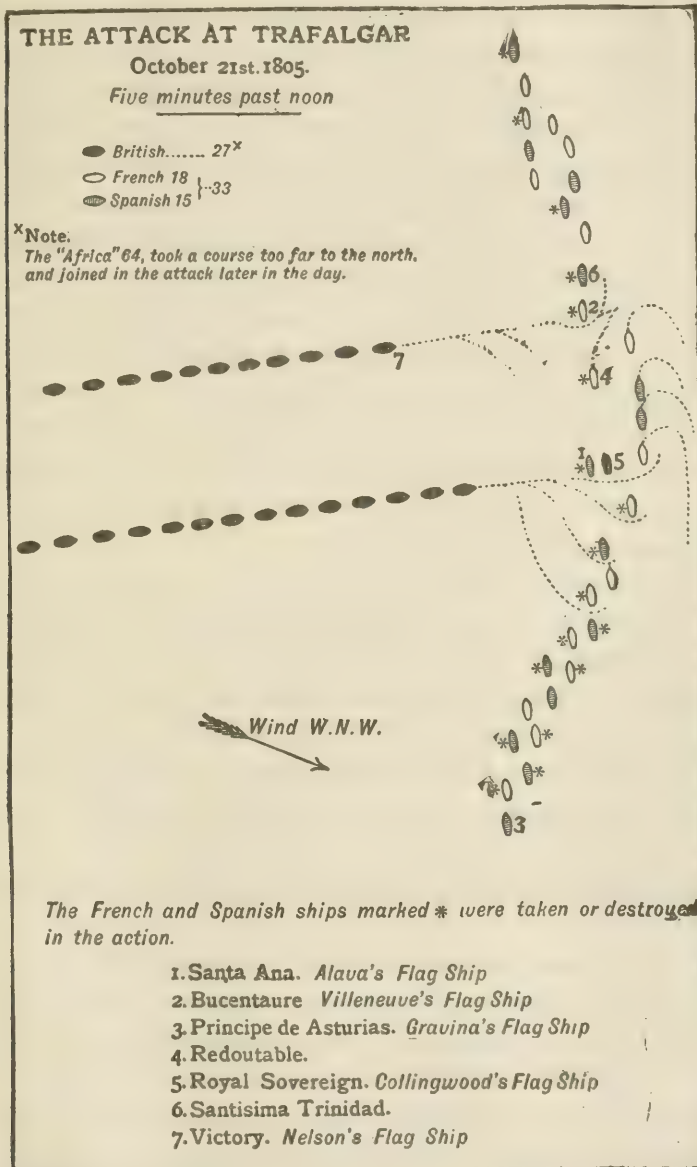 THE ATTACK AT TRAFALGAR
October 21st. 1805.
Five minutes past noon
British....... 27x
French 18
Spanish 15 }..33
xNote.
The "Africa" 64, took a course too far to the north,
and joined in the attack later in the day.
*
*
*6
*2
7
*4
1
*5
*
*
*
* *
* *
* *
* *
3
Wind W.N.W.
The French and Spanish ships marked * were taken or destroyed
in the action.
1. Santa Ana. Alava's Flag Ship
2. Bucentaure Villeneuve's Flag Ship
3. Principe de Asturias. Gravina's Flag Ship
4. Redoutable.
5. Royal Sovereign. Collingwood's Flag Ship
6. Santisima Trinidad.
7. Victory. Nelson's Flag Ship